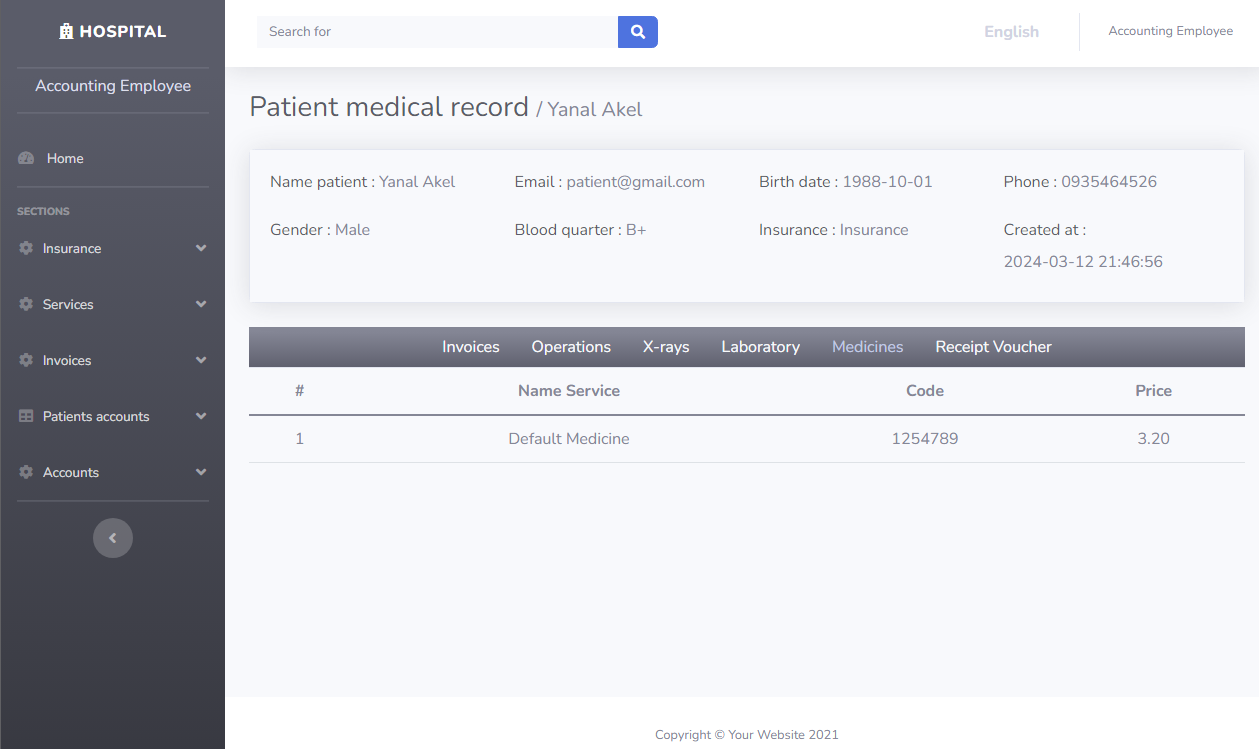 HOSPITAL
Accounting Employee
Home
SECTIONS
Insurance
Services
Invoices
Patients accounts
Accounts
Search for
English
Accounting Employee
Patient medical record / Yanal Akel
Name patient : Yanal Akel Email : patient@gmail.com Birth date : 1988-10-01 Phone : 0935464526
Gender : Male Blood quarter : B+ Insurance : Insurance Created at :
2024-03-12 21:46:56
Invoices Operations X-rays Laboratory Medicines Receipt Voucher
# Name Service Code Price
1 Default Medicine 1254789 3.20
Copyright © Your Website 2021